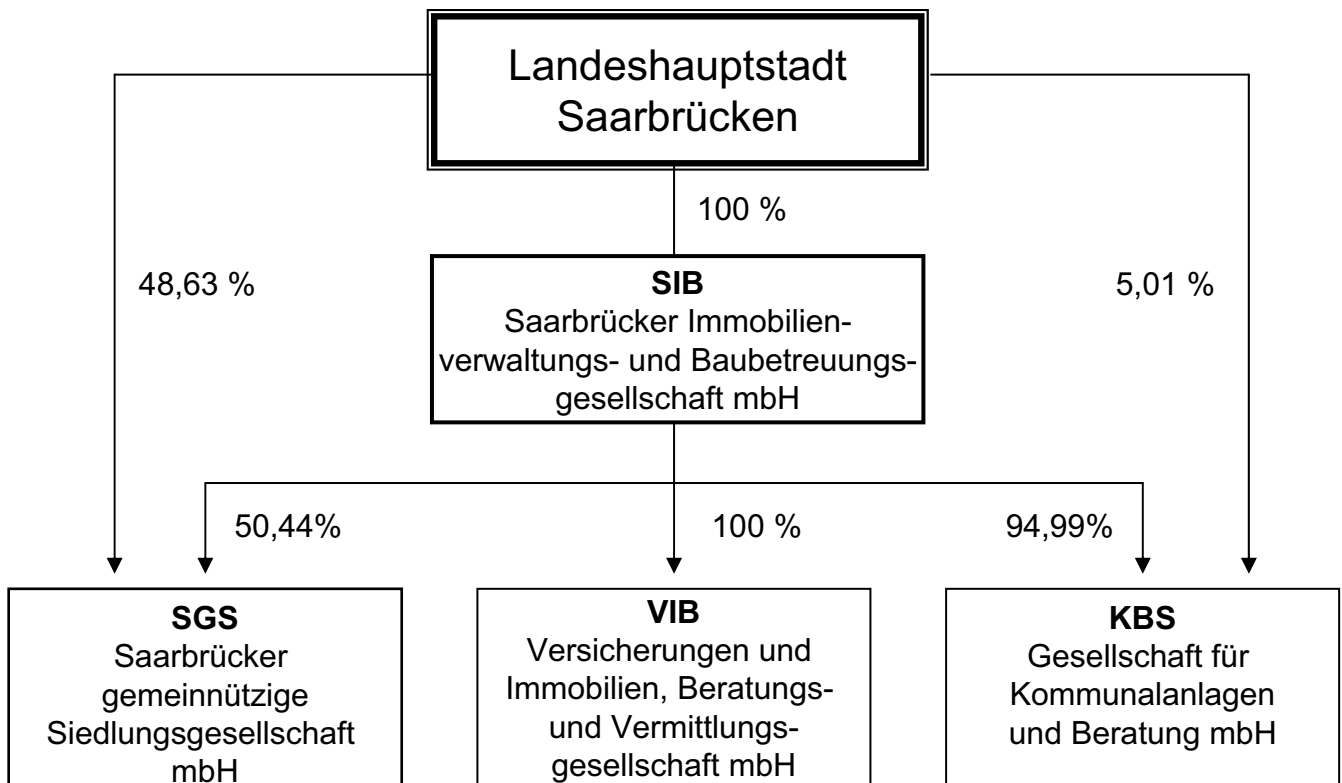 Landeshauptstadt
Saarbrücken
100 %
48,63 %
5,01 %
SIB
Saarbrücker Immobilien-
verwaltungs- und Baubetreuungs-
gesellschaft mbH
50,44%
100 %
94,99%
SGS
Saarbrücker
gemeinnützige
Siedlungsgesellschaft
mbH
VIB
Versicherungen und
Immobilien, Beratungs-
und Vermittlungs-
gesellschaft mbH
KBS
Gesellschaft für
Kommunalanlagen
und Beratung mbH